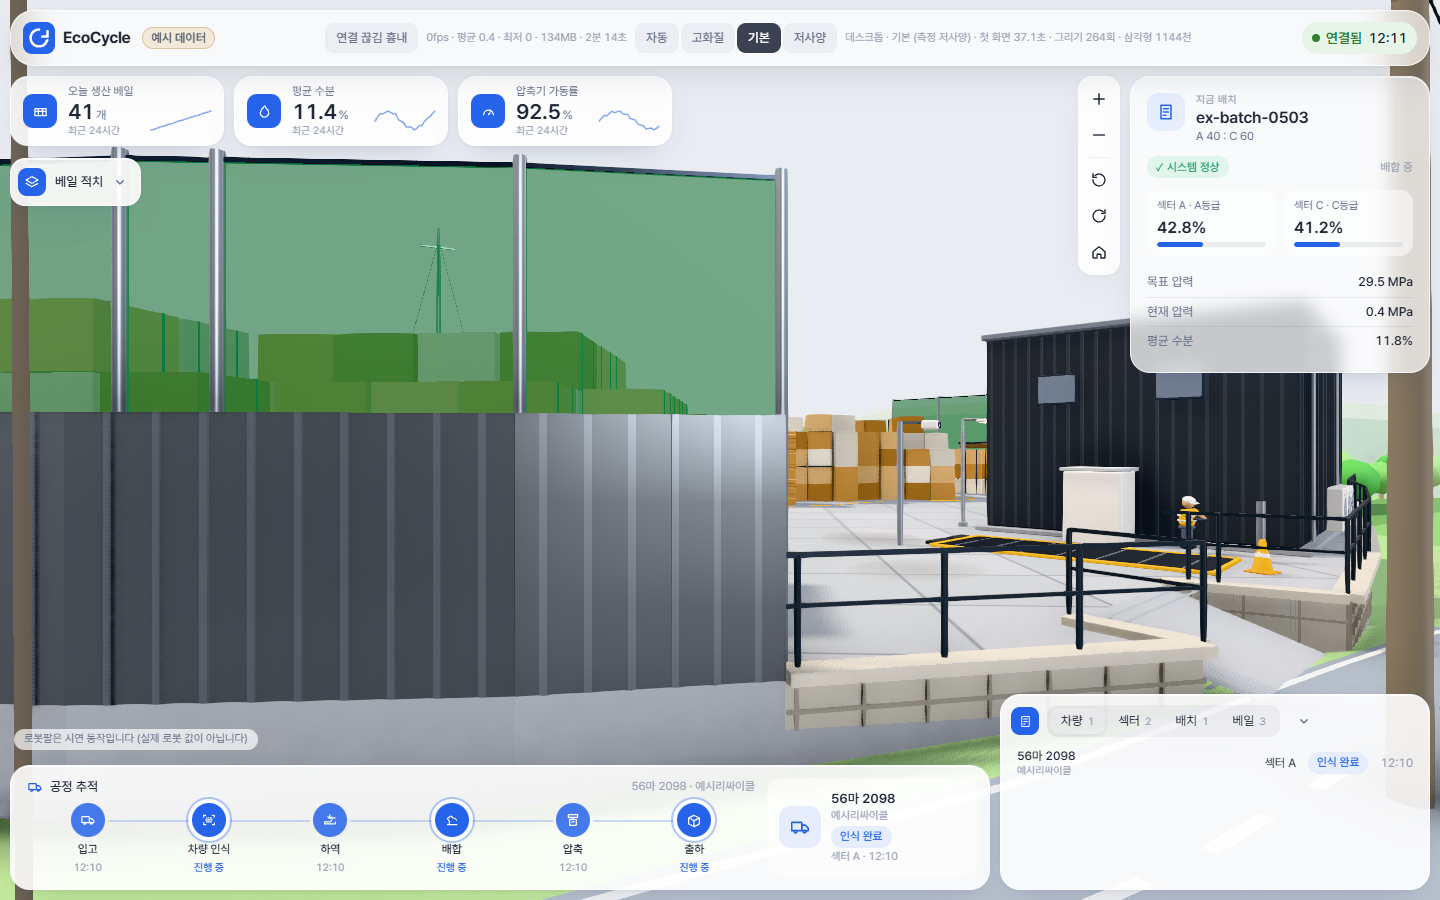 EcoCycle
예시 데이터
연결 끊김 흉내
0fps · 평균 0.4 · 최저 0 · 134MB · 2분 14초
자동
고화질
기본
저사양
데스크톱 · 기본 (측정 저사양) · 첫 화면 37.1초 · 그리기 264회 · 삼각형 1144천
연결됨 12:11
오늘 생산 베일
41개
최근 24시간
평균 수분
11.4%
최근 24시간
압축기 가동률
92.5%
최근 24시간
베일 적치
지금 배치
ex-batch-0503
A 40 : C 60
✓ 시스템 정상
배합 중
섹터 A · A등급
42.8%
섹터 C · C등급
41.2%
목표 압력 29.5 MPa
현재 압력 0.4 MPa
평균 수분 11.8%
로봇팔은 시연 동작입니다 (실제 로봇 값이 아닙니다)
공정 추적
56마 2098 · 예시리싸이클
입고
12:10
차량 인식
진행 중
하역
12:10
배합
진행 중
압축
12:10
출하
진행 중
56마 2098
예시리싸이클
인식 완료
섹터 A · 12:10
차량 1
섹터 2
배치 1
베일 3
56마 2098
예시리싸이클
섹터 A
인식 완료
12:10